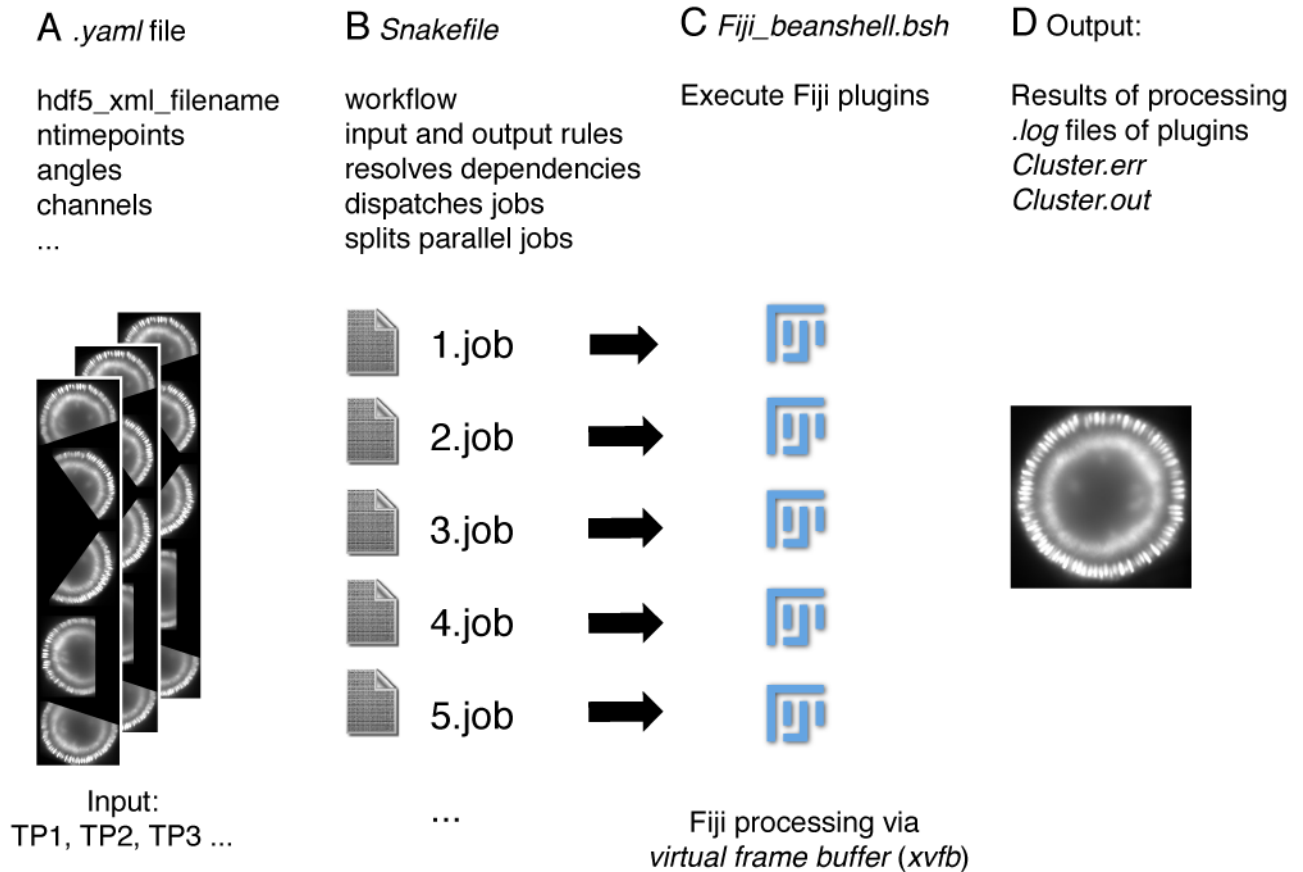 A .yaml file
hdf5_xml_filename
ntimepoints
angles
channels
...
Input:
TP1, TP2, TP3 ...
B Snakefile
workflow
input and output rules
resolves dependencies
dispatches jobs
splits parallel jobs
1.job
2.job
3.job
4.job
5.job
...
C Fiji_beanshell.bsh
Execute Fiji plugins
Fiji processing via
virtual frame buffer (xvfb)
D Output:
Results of processing
.log files of plugins
Cluster.err
Cluster.out